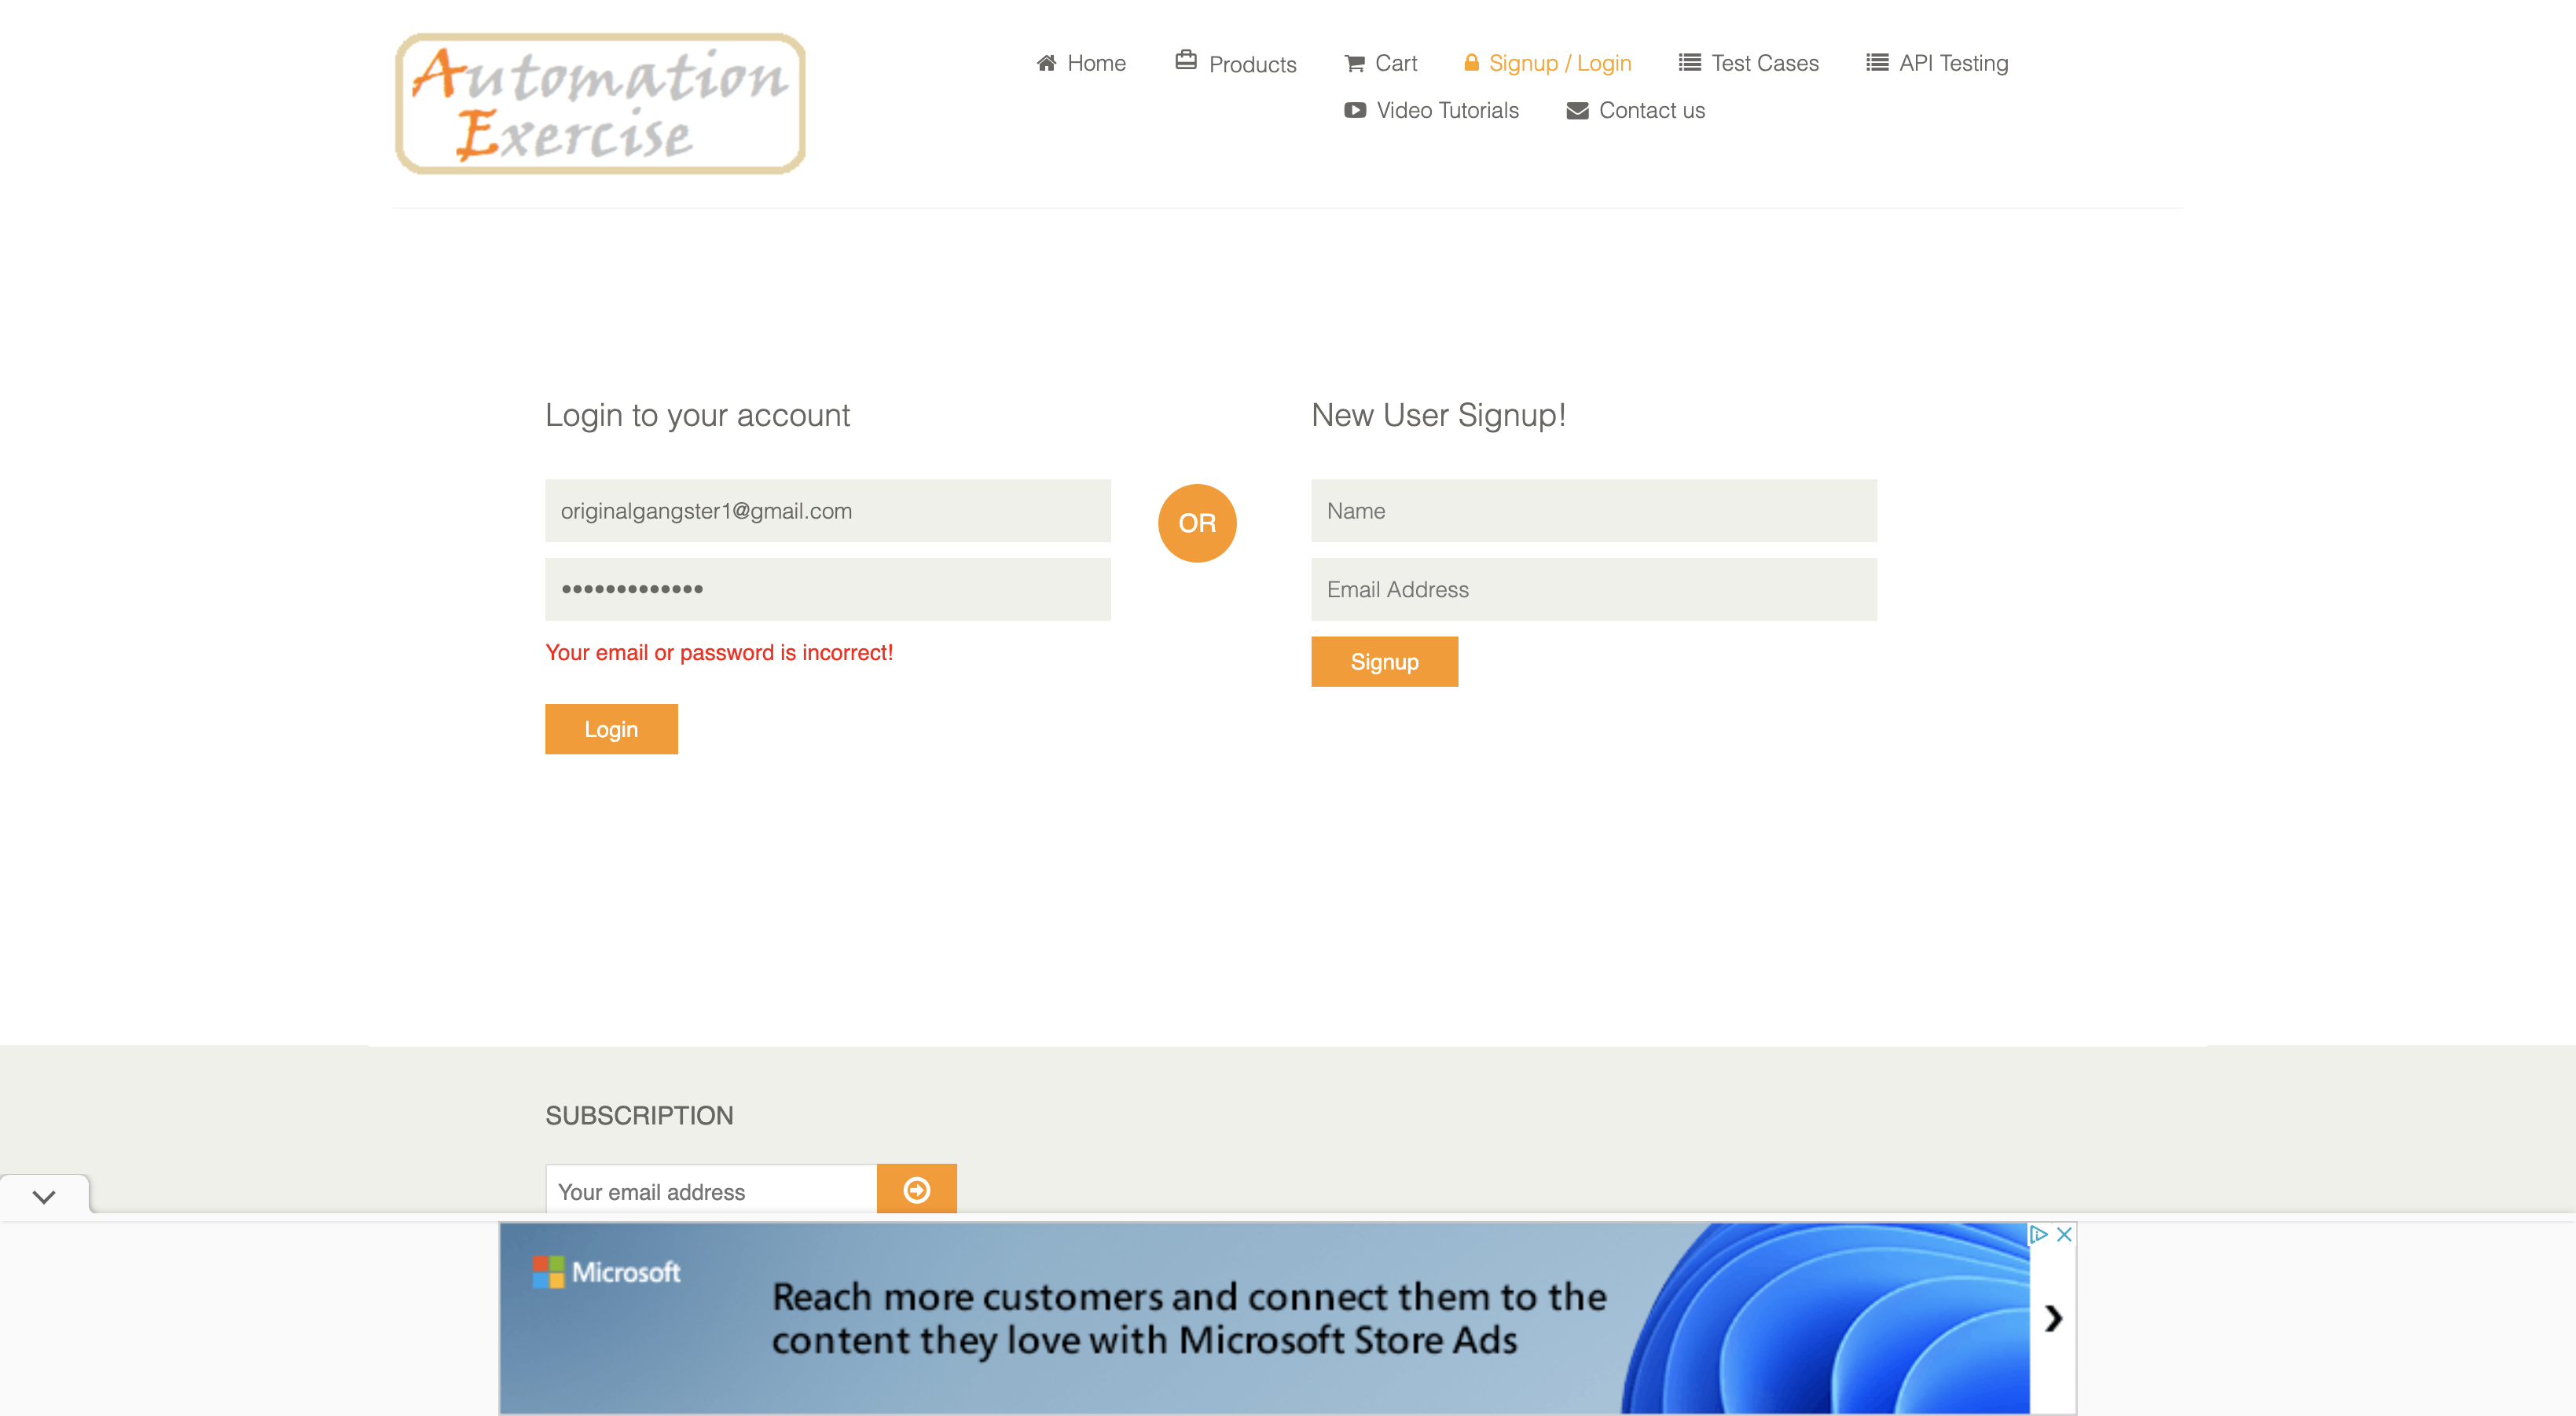 Automation
Exercise
Home Products Cart Signup / Login Test Cases API Testing
Video Tutorials Contact us
Login to your account
originalgangster1@gmail.com
•••••••••••••
Your email or password is incorrect!
Login
OR
New User Signup!
Name
Email Address
Signup
SUBSCRIPTION
Your email address
Microsoft
Reach more customers and connect them to the
content they love with Microsoft Store Ads